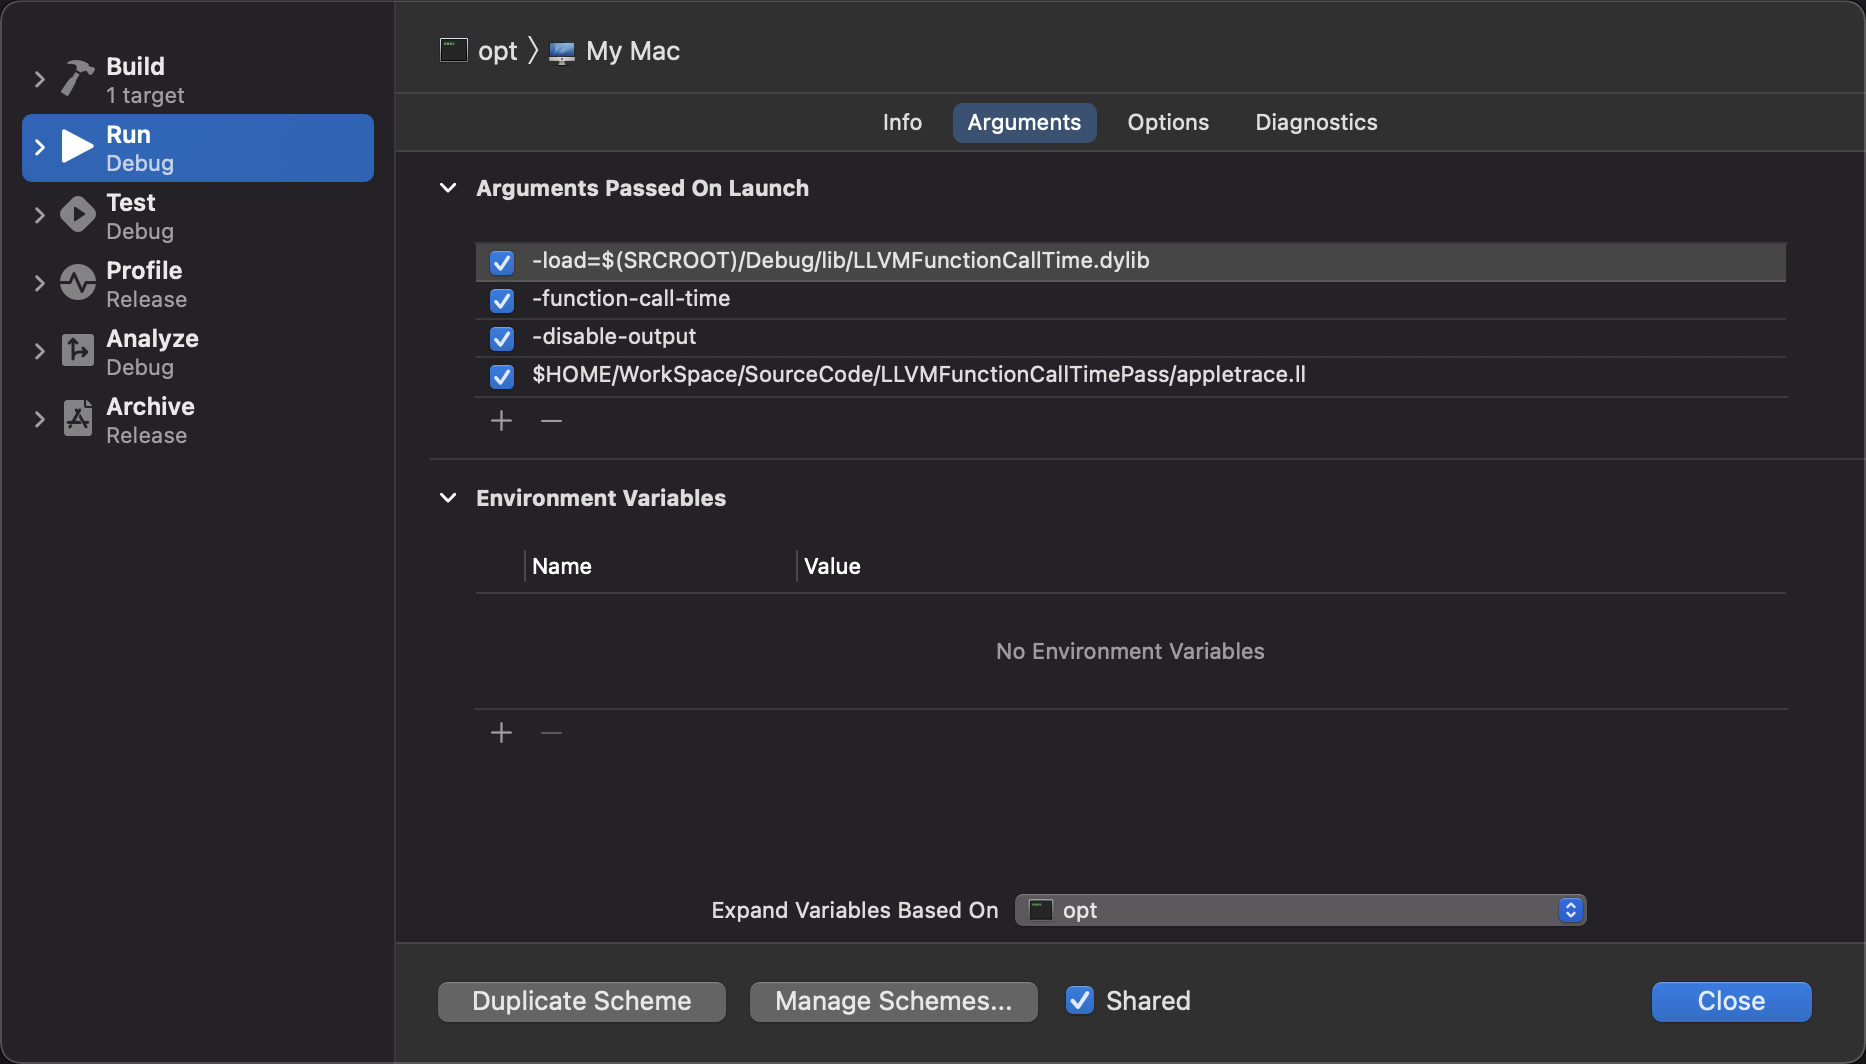 Build
1 target
Run
Debug
Test
Debug
Profile
Release
Analyze
Debug
Archive
Release
opt My Mac
Info Arguments Options Diagnostics
Arguments Passed On Launch
-load=$(SRCROOT)/Debug/lib/LLVMFunctionCallTime.dylib
-function-call-time
-disable-output
$HOME/WorkSpace/SourceCode/LLVMFunctionCallTimePass/appletrace.ll
Environment Variables
Name Value
No Environment Variables
Expand Variables Based On opt
Duplicate Scheme Manage Schemes... Shared Close